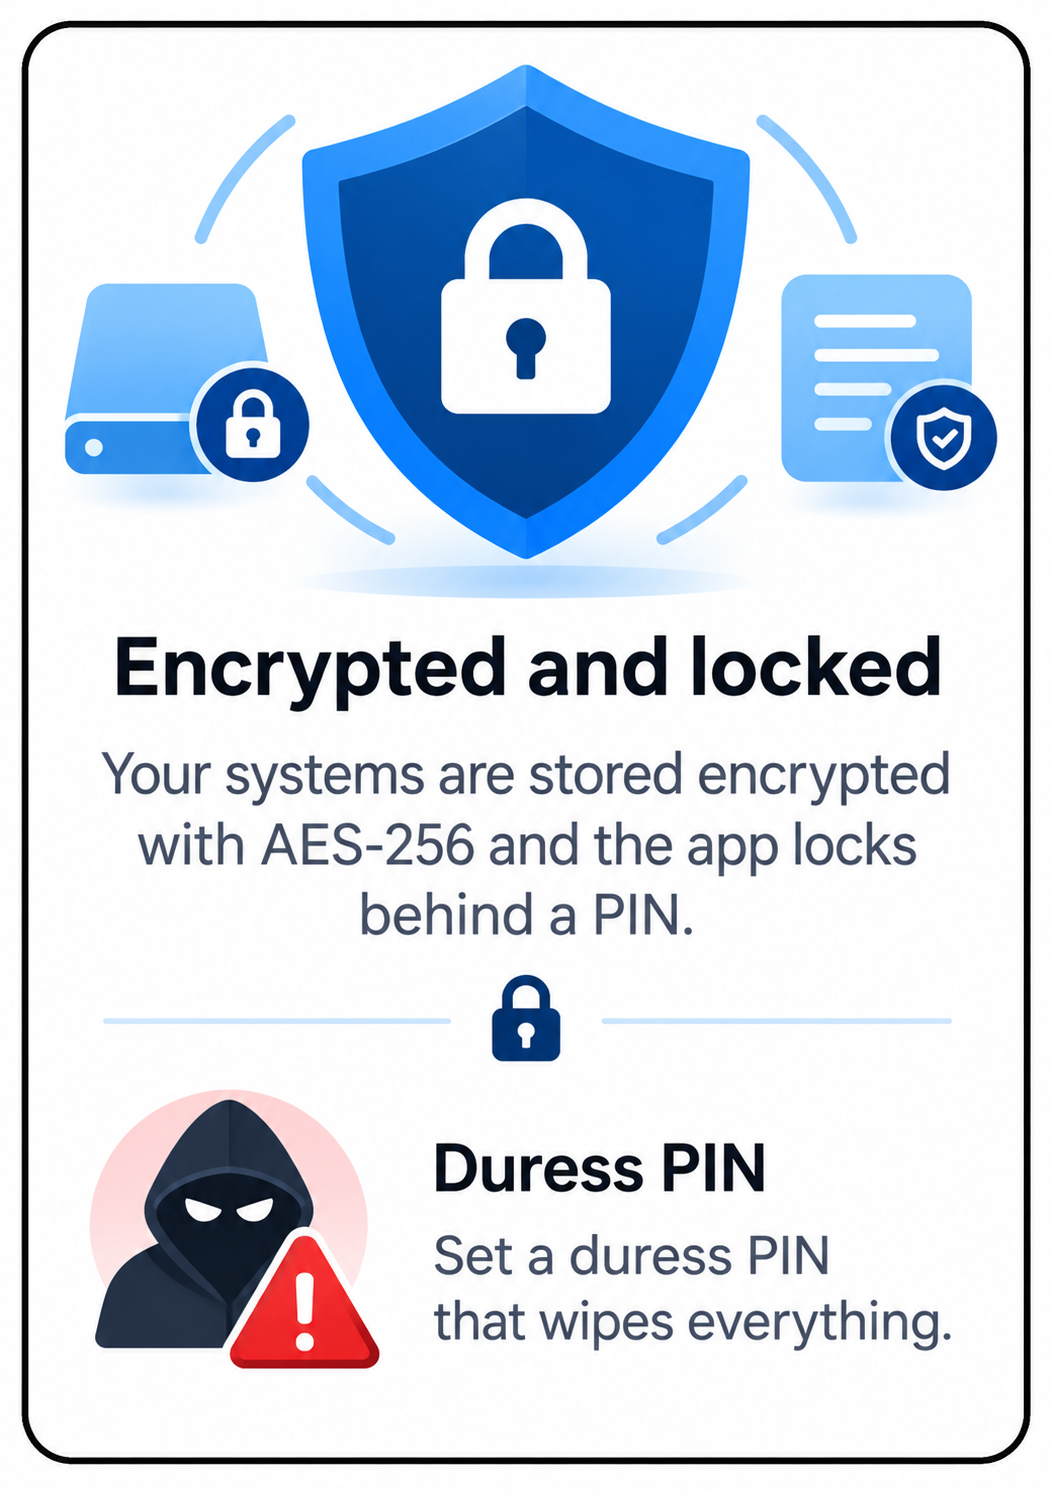 Encrypted and locked
Your systems are stored encrypted
with AES-256 and the app locks
behind a PIN.
Duress PIN
Set a duress PIN
that wipes everything.